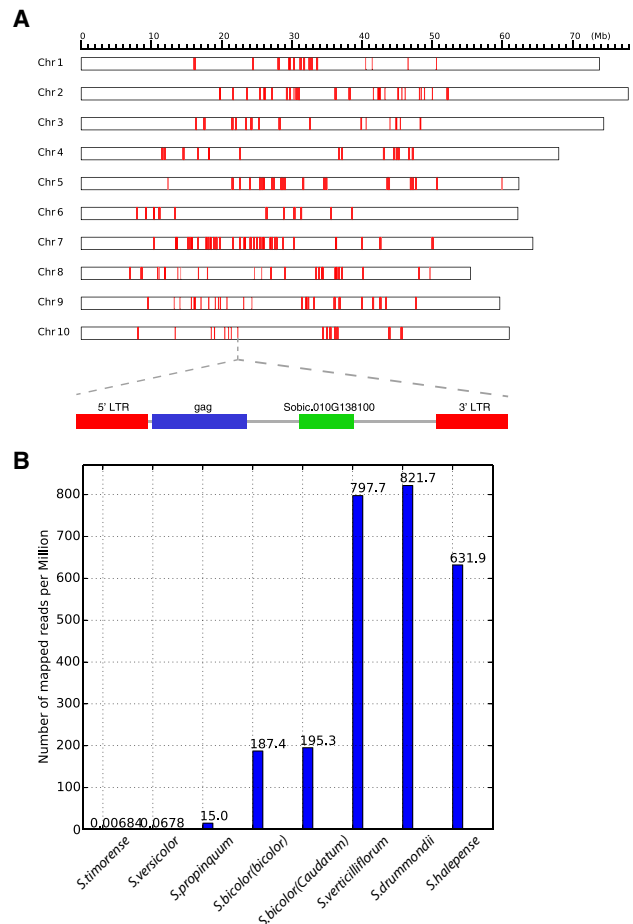 A
0 10 20 30 40 50 60 (Mb) 70
Chr 1
Chr 2
Chr 3
Chr 4
Chr 5
Chr 6
Chr 7
Chr 8
Chr 9
Chr 10
5' LTR gag Sobic.010G138100 3' LTR
B
Number of mapped reads per Million
800
700
600
500
400
300
200
100
0
0.00684 0.0678 15.0 187.4 195.3 797.7 821.7 631.9
S.timorense
S.versicolor
S.propinquum
S.bicolor(bicolor)
S.bicolor(Caudatum)
S.verticilliflorum
S.drummondii
S.halepense